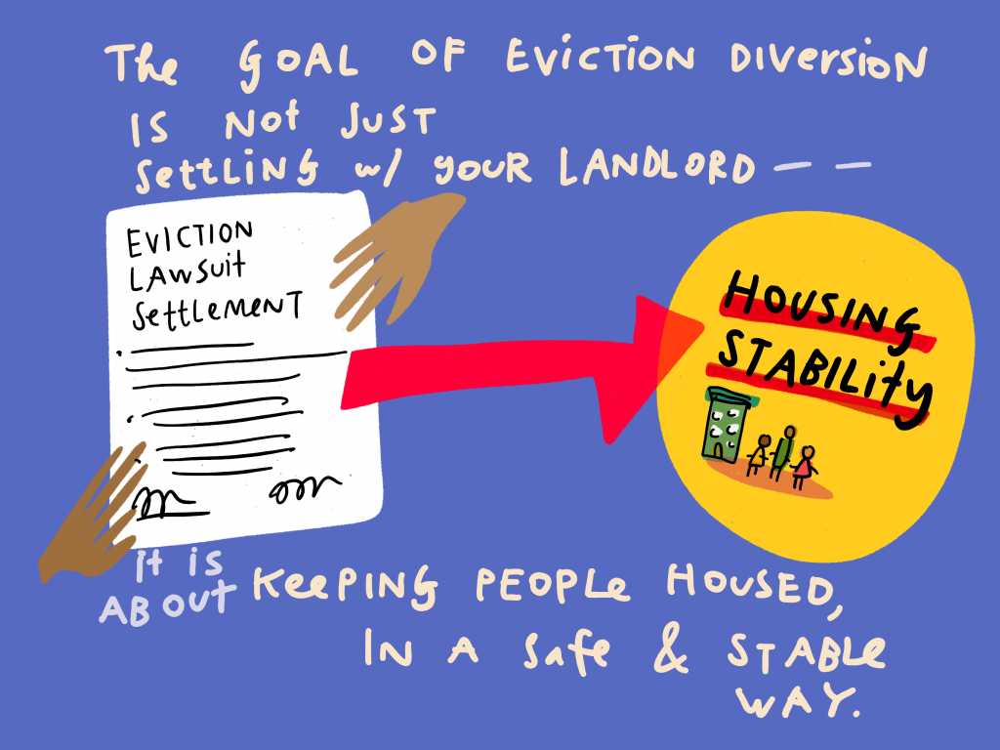 The GOAL OF EVICTION DIVERSION
IS NOt JUST
SettLING w/ YOUR LANDLORD — —
EVICTION
LAWSuit
SettLEMENT
HOUSING
STABILity
it is
ABOUt KeePING PEOPLe HOUSED,
IN A Safe & STABLe
WAY.